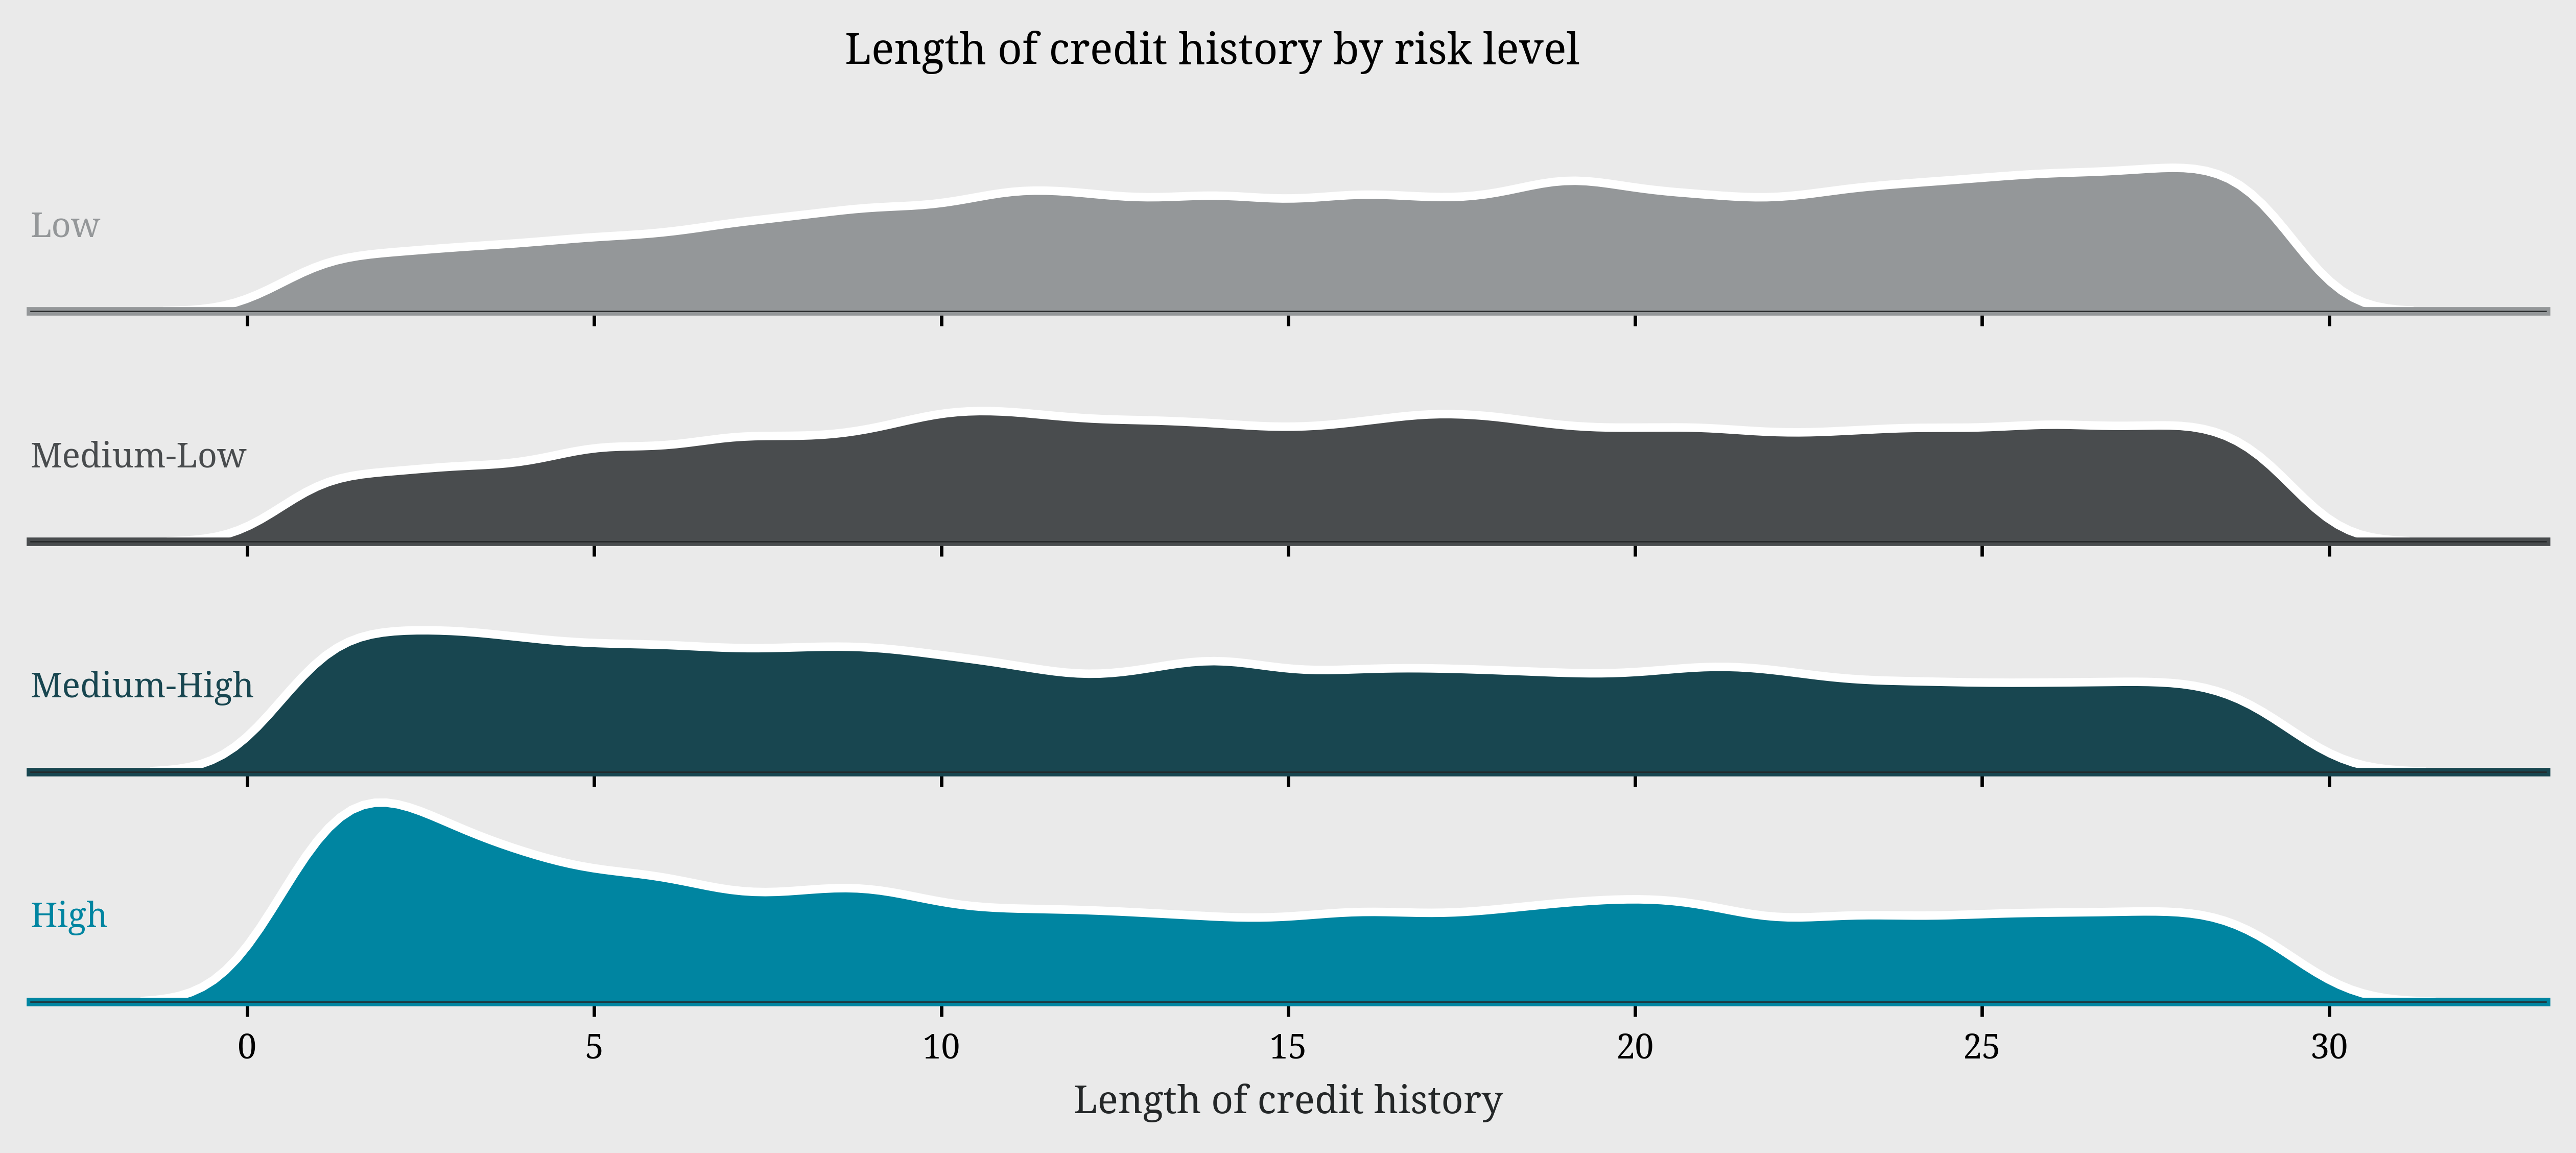 Length of credit history by risk level
Low
Medium-Low
Medium-High
High
0 5 10 15 20 25 30
Length of credit history